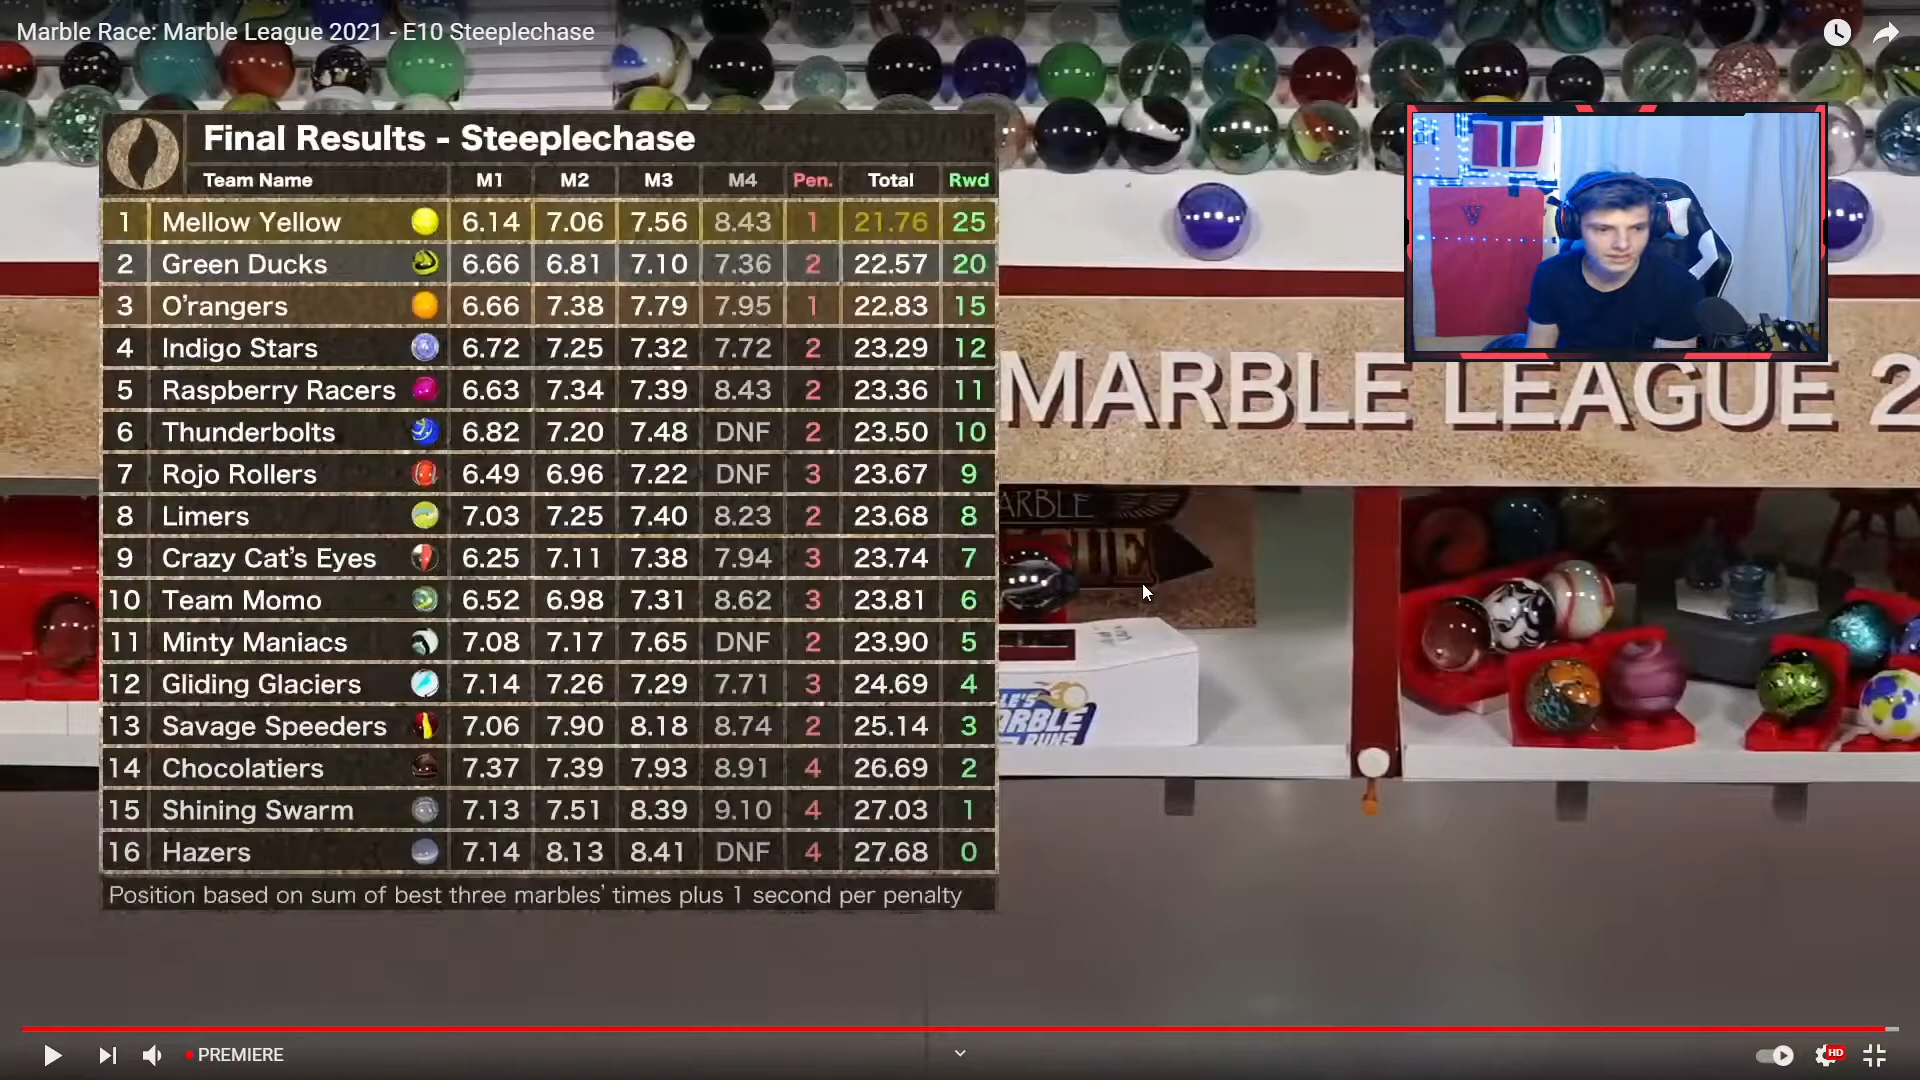 Marble Race: Marble League 2021 - E10 Steeplechase
Final Results - Steeplechase
Team Name M1 M2 M3 M4 Pen. Total Rwd
1 Mellow Yellow 6.14 7.06 7.56 8.43 1 21.76 25
2 Green Ducks 6.66 6.81 7.10 7.36 2 22.57 20
3 O'rangers 6.66 7.38 7.79 7.95 1 22.83 15
4 Indigo Stars 6.72 7.25 7.32 7.72 2 23.29 12
5 Raspberry Racers 6.63 7.34 7.39 8.43 2 23.36 11
6 Thunderbolts 6.82 7.20 7.48 DNF 2 23.50 10
7 Rojo Rollers 6.49 6.96 7.22 DNF 3 23.67 9
8 Limers 7.03 7.25 7.40 8.23 2 23.68 8
9 Crazy Cat's Eyes 6.25 7.11 7.38 7.94 3 23.74 7
10 Team Momo 6.52 6.98 7.31 8.62 3 23.81 6
11 Minty Maniacs 7.08 7.17 7.65 DNF 2 23.90 5
12 Gliding Glaciers 7.14 7.26 7.29 7.71 3 24.69 4
13 Savage Speeders 7.06 7.90 8.18 8.74 2 25.14 3
14 Chocolatiers 7.37 7.39 7.93 8.91 4 26.69 2
15 Shining Swarm 7.13 7.51 8.39 9.10 4 27.03 1
16 Hazers 7.14 8.13 8.41 DNF 4 27.68 0
Position based on sum of best three marbles' times plus 1 second per penalty
MARBLE LEAGUE 2
ARBLE
UE
LE'S
ARBLE
RUNS
PREMIERE
HD